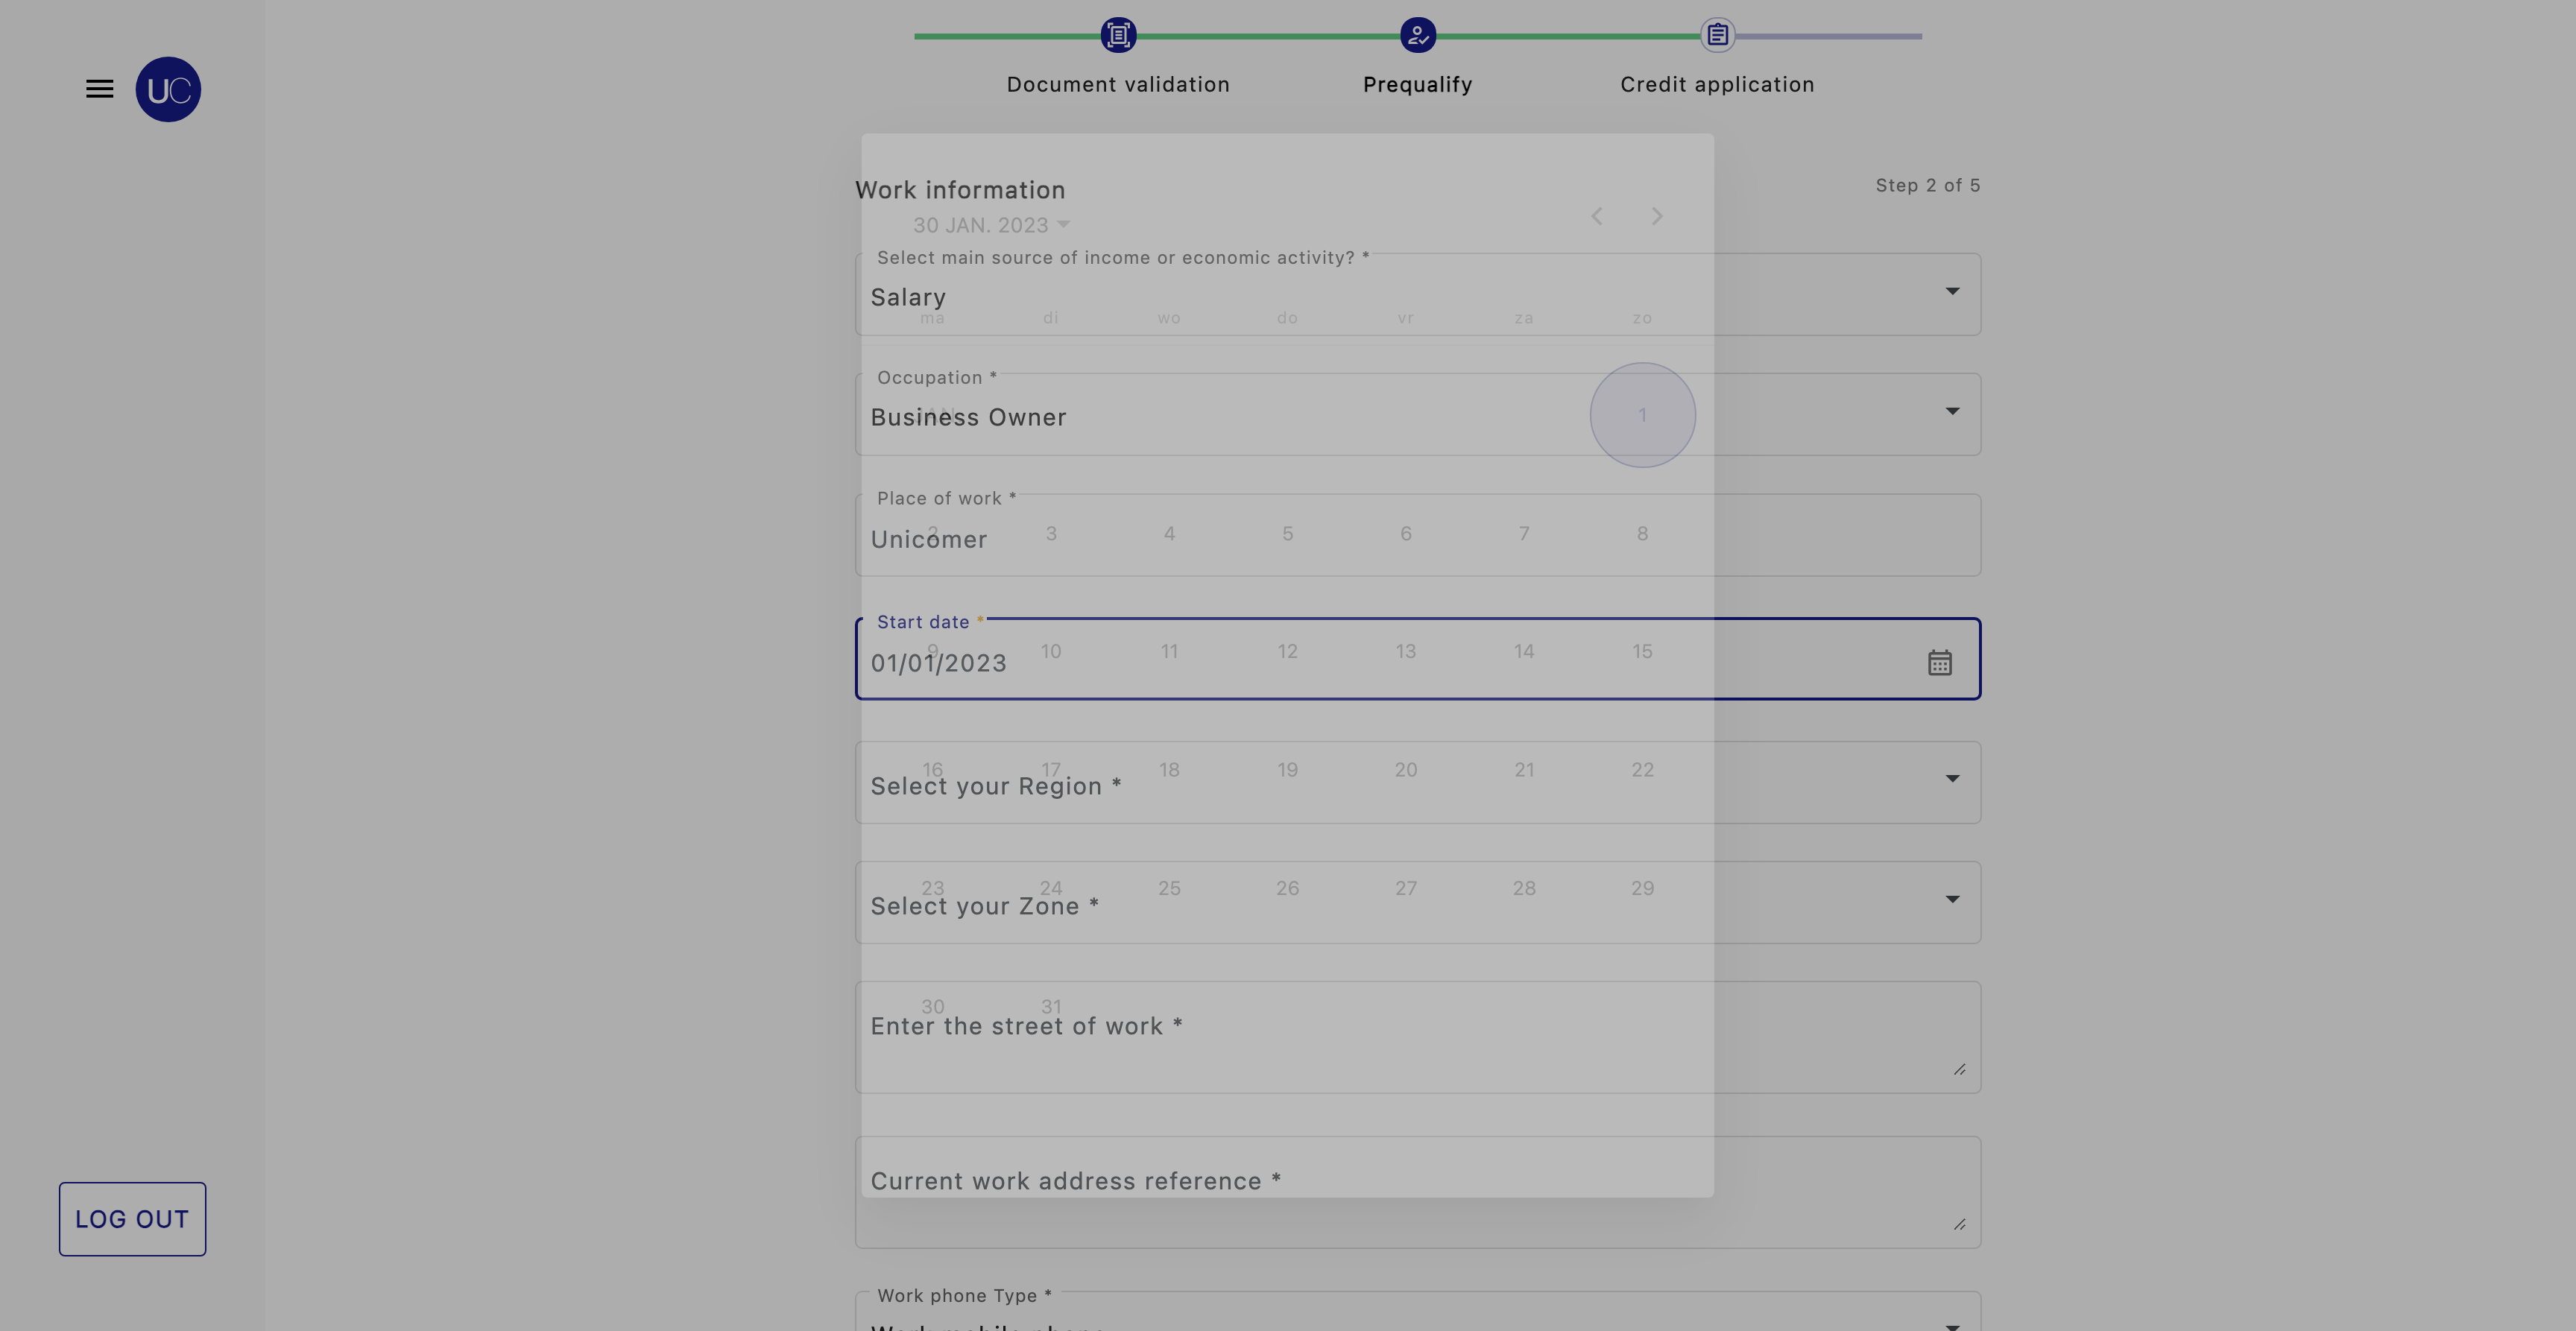 UC
Document validation
Prequalify
Credit application
Work information
Step 2 of 5
30 JAN. 2023
Select main source of income or economic activity? *
Salary
ma di wo do vr za zo
Occupation *
Business Owner
JAN.
1
Place of work *
Unicomer
2 3 4 5 6 7 8
Start date *
01/01/2023
9 10 11 12 13 14 15
16 17 18 19 20 21 22
Select your Region *
23 24 25 26 27 28 29
Select your Zone *
30 31
Enter the street of work *
Current work address reference *
LOG OUT
Work phone Type *
Work mobile phone